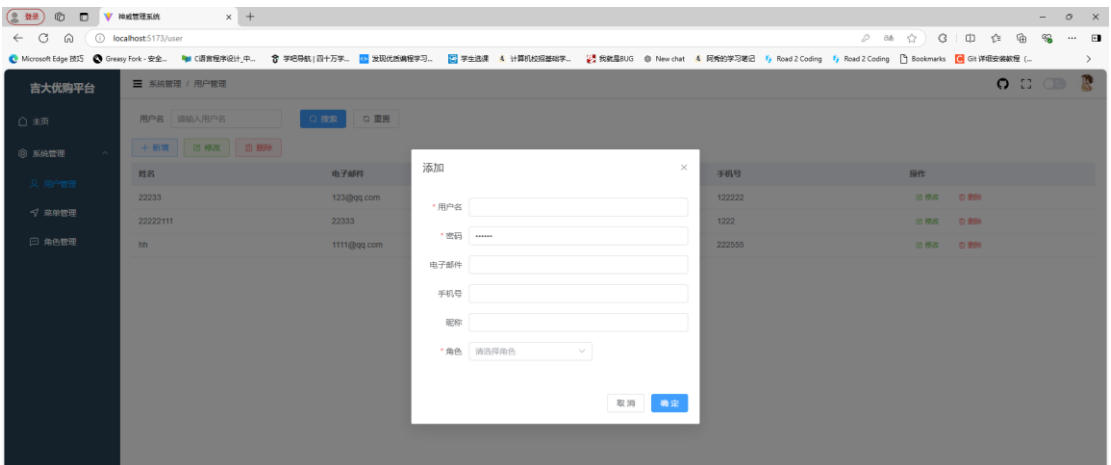 登录
神威管理系统
localhost:5173/user
Microsoft Edge 技巧
Greasy Fork - 安全...
C语言程序设计_中...
学吧导航|四十万学...
发现优质编程学习...
学生选课
计算机校招基础学...
我就是BUG
New chat
阿秀的学习笔记
Road 2 Coding
Road 2 Coding
Bookmarks
Git 详细安装教程 (...
吉大优购平台
系统管理 / 用户管理
主页
用户名 请输入用户名
搜索
重置
系统管理
新增
修改
删除
添加
姓名
电子邮件
手机号
操作
用户管理
22233
123@qq.com
122222
修改
删除
* 用户名
菜单管理
22222111
22333
1222
修改
删除
* 密码 ••••••
角色管理
hh
1111@qq.com
222555
修改
删除
电子邮件
手机号
昵称
* 角色 请选择角色
取 消
确 定